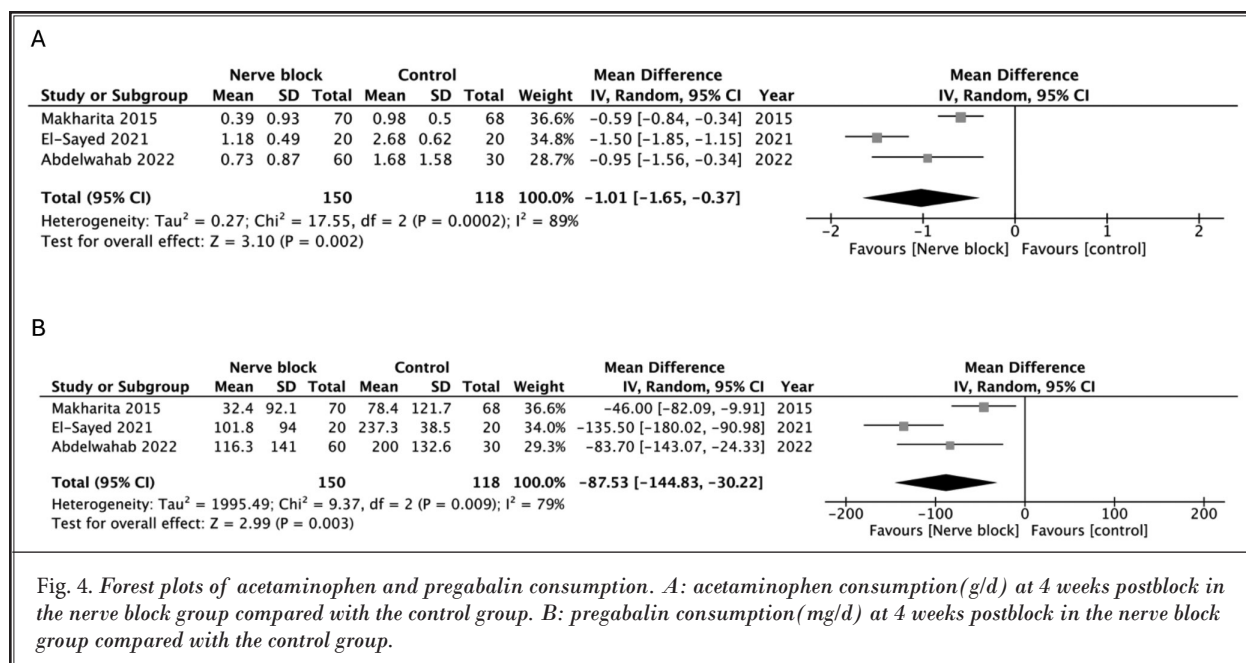 A
Nerve block Control Mean Difference Mean Difference
Study or Subgroup Mean SD Total Mean SD Total Weight IV, Random, 95% CI Year IV, Random, 95% CI
Makharita 2015 0.39 0.93 70 0.98 0.5 68 36.6% -0.59 [-0.84, -0.34] 2015
El-Sayed 2021 1.18 0.49 20 2.68 0.62 20 34.8% -1.50 [-1.85, -1.15] 2021
Abdelwahab 2022 0.73 0.87 60 1.68 1.58 30 28.7% -0.95 [-1.56, -0.34] 2022
Total (95% CI) 150 118 100.0% -1.01 [-1.65, -0.37]
Heterogeneity: Tau² = 0.27; Chi² = 17.55, df = 2 (P = 0.0002); I² = 89%
Test for overall effect: Z = 3.10 (P = 0.002)
-2 -1 0 1 2
Favours [Nerve block] Favours [control]
B
Nerve block Control Mean Difference Mean Difference
Study or Subgroup Mean SD Total Mean SD Total Weight IV, Random, 95% CI Year IV, Random, 95% CI
Makharita 2015 32.4 92.1 70 78.4 121.7 68 36.6% -46.00 [-82.09, -9.91] 2015
El-Sayed 2021 101.8 94 20 237.3 38.5 20 34.0% -135.50 [-180.02, -90.98] 2021
Abdelwahab 2022 116.3 141 60 200 132.6 30 29.3% -83.70 [-143.07, -24.33] 2022
Total (95% CI) 150 118 100.0% -87.53 [-144.83, -30.22]
Heterogeneity: Tau² = 1995.49; Chi² = 9.37, df = 2 (P = 0.009); I² = 79%
Test for overall effect: Z = 2.99 (P = 0.003)
-200 -100 0 100 200
Favours [Nerve block] Favours [control]
Fig. 4. Forest plots of acetaminophen and pregabalin consumption. A: acetaminophen consumption(g/d) at 4 weeks postblock in
the nerve block group compared with the control group. B: pregabalin consumption(mg/d) at 4 weeks postblock in the nerve block
group compared with the control group.